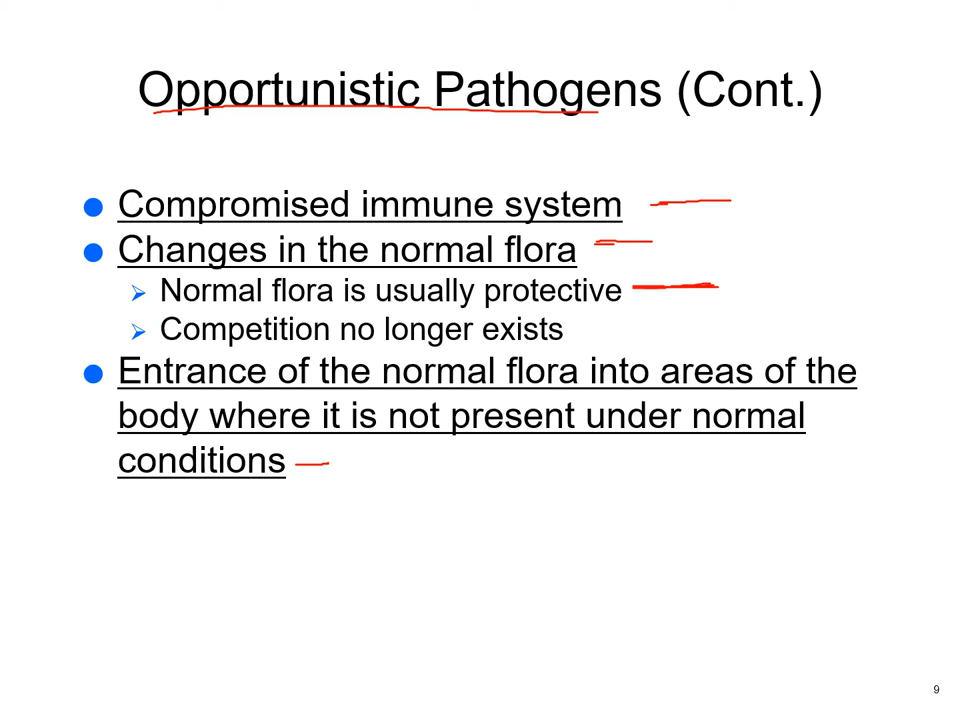 Opportunistic Pathogens (Cont.)
Compromised immune system
Changes in the normal flora
Normal flora is usually protective
Competition no longer exists
Entrance of the normal flora into areas of the
body where it is not present under normal
conditions
9